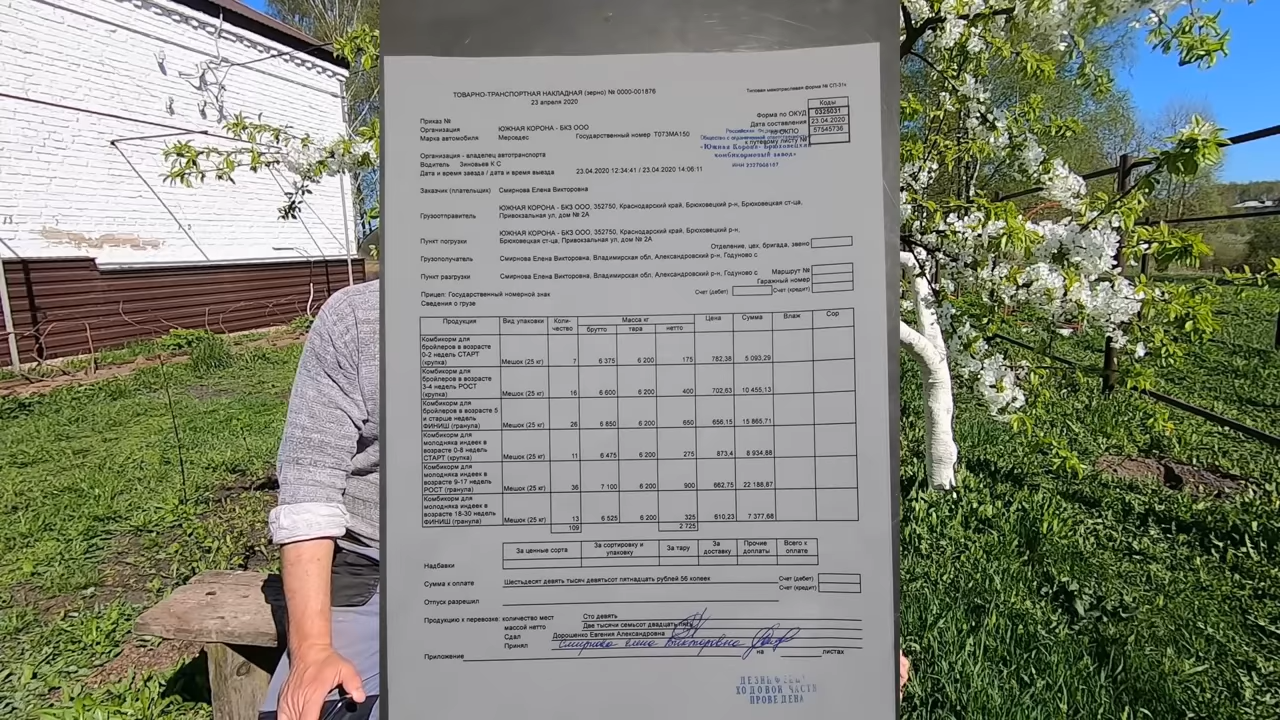 ТОВАРНО-ТРАНСПОРТНАЯ НАКЛАДНАЯ (зерно) № 0000-001876
23 апреля 2020
Типовая межотраслевая форма № СП-31
Коды
Форма по ОКУД 0325031
Дата составления 23.04.2020
по ОКПО 57545736
к путевому листу №
Приказ №
Организация ЮЖНАЯ КОРОНА - БКЗ ООО
Марка автомобиля Мерседес Государственный номер Т073МА150
«Южная Корона- Брюховецкий
комбикормовый завод»
Организация - владелец автотранспорта
Водитель Зиновьев К С
Дата и время заезда / дата и время выезда 23.04.2020 12:34:41 / 23.04.2020 14:06:11
Заказчик (плательщик) Смирнова Елена Викторовна
ЮЖНАЯ КОРОНА - БКЗ ООО, 352750, Краснодарский край, Брюховецкий р-н, Брюховецкая ст-ца,
Грузоотправитель Привокзальная ул, дом № 2А
ЮЖНАЯ КОРОНА - БКЗ ООО, 352750, Краснодарский край, Брюховецкий р-н,
Пункт погрузки Брюховецкая ст-ца, Привокзальная ул, дом № 2А
Отделение, цех, бригада, звено
Грузополучатель Смирнова Елена Викторовна, Владимирская обл, Александровский р-н, Годуново с
Пункт разгрузки Смирнова Елена Викторовна, Владимирская обл, Александровский р-н, Годуново с
Маршрут №
Гаражный номер
Прицеп: Государственный номерной знак
Счет (дебет) Счет (кредит)
Сведения о грузе
Продукция Вид упаковки Коли-чество Масса кг Цена Сумма Влаж Сор
брутто тара нетто
Комбикорм для
бройлеров в возрасте
0-2 недель СТАРТ
(крупка) Мешок (25 кг) 7 6 375 6 200 175 782,38 5 093,29
Комбикорм для
бройлеров в возрасте
3-4 недель РОСТ
(крупка) Мешок (25 кг) 16 6 600 6 200 400 702,63 10 455,13
Комбикорм для
бройлеров в возрасте 5
и старше недель
ФИНИШ (гранула) Мешок (25 кг) 26 6 850 6 200 650 656,15 15 865,71
Комбикорм для
молодняка индеек в
возрасте 0-8 недель
СТАРТ (крупка) Мешок (25 кг) 11 6 475 6 200 275 873,4 8 934,88
Комбикорм для
молодняка индеек в
возрасте 9-17 недель
РОСТ (гранула) Мешок (25 кг) 36 7 100 6 200 900 662,75 22 188,87
Комбикорм для
молодняка индеек в
возрасте 18-30 недель
ФИНИШ (гранула) Мешок (25 кг) 13 6 525 6 200 325 610,23 7 377,68
109 2 725
За ценные сорта За сортировку и упаковку За тару За доставку Прочие доплаты Всего к оплате
Надбавки
Сумма к оплате Шестьдесят девять тысяч девятьсот пятнадцать рублей 56 копеек
Счет (дебет)
Счет (кредит)
Отпуск разрешил
Продукцию к перевозке: количество мест Сто девять
массой нетто Две тысячи семьсот двадцать пять
Сдал Дорошенко Евгения Александровна
Принял Смирнова Елена Викторовна
Приложение на листах
ДЕЗИНФЕКЦИЯ
ХОДОВОЙ ЧАСТИ
ПРОВЕДЕНА